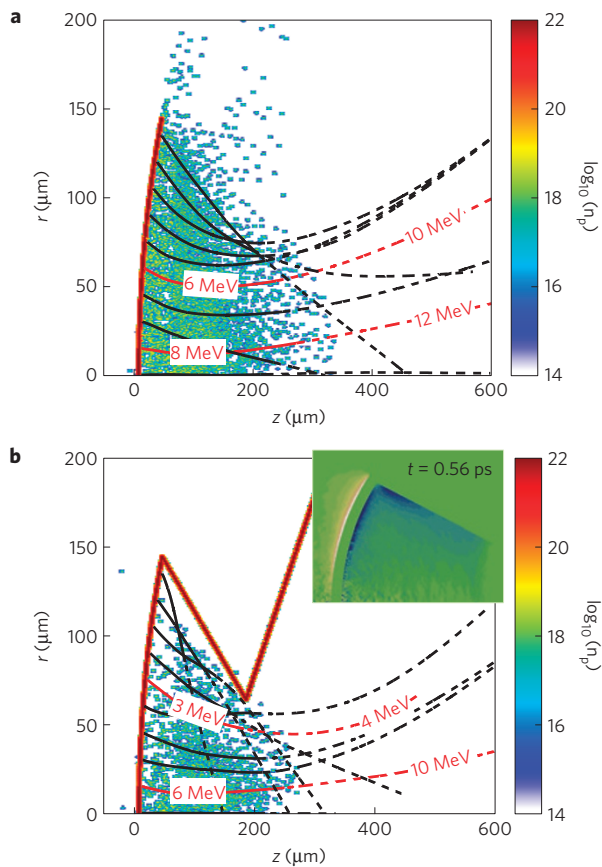 a
200
150
100
50
0
r (μm)
10 MeV
6 MeV
12 MeV
8 MeV
0
200
400
600
z (μm)
22
20
18
16
14
log₁₀ (nₚ)
b
t = 0.56 ps
200
150
100
50
0
r (μm)
3 MeV
4 MeV
6 MeV
10 MeV
0
200
400
600
z (μm)
22
20
18
16
14
log₁₀ (nₚ)